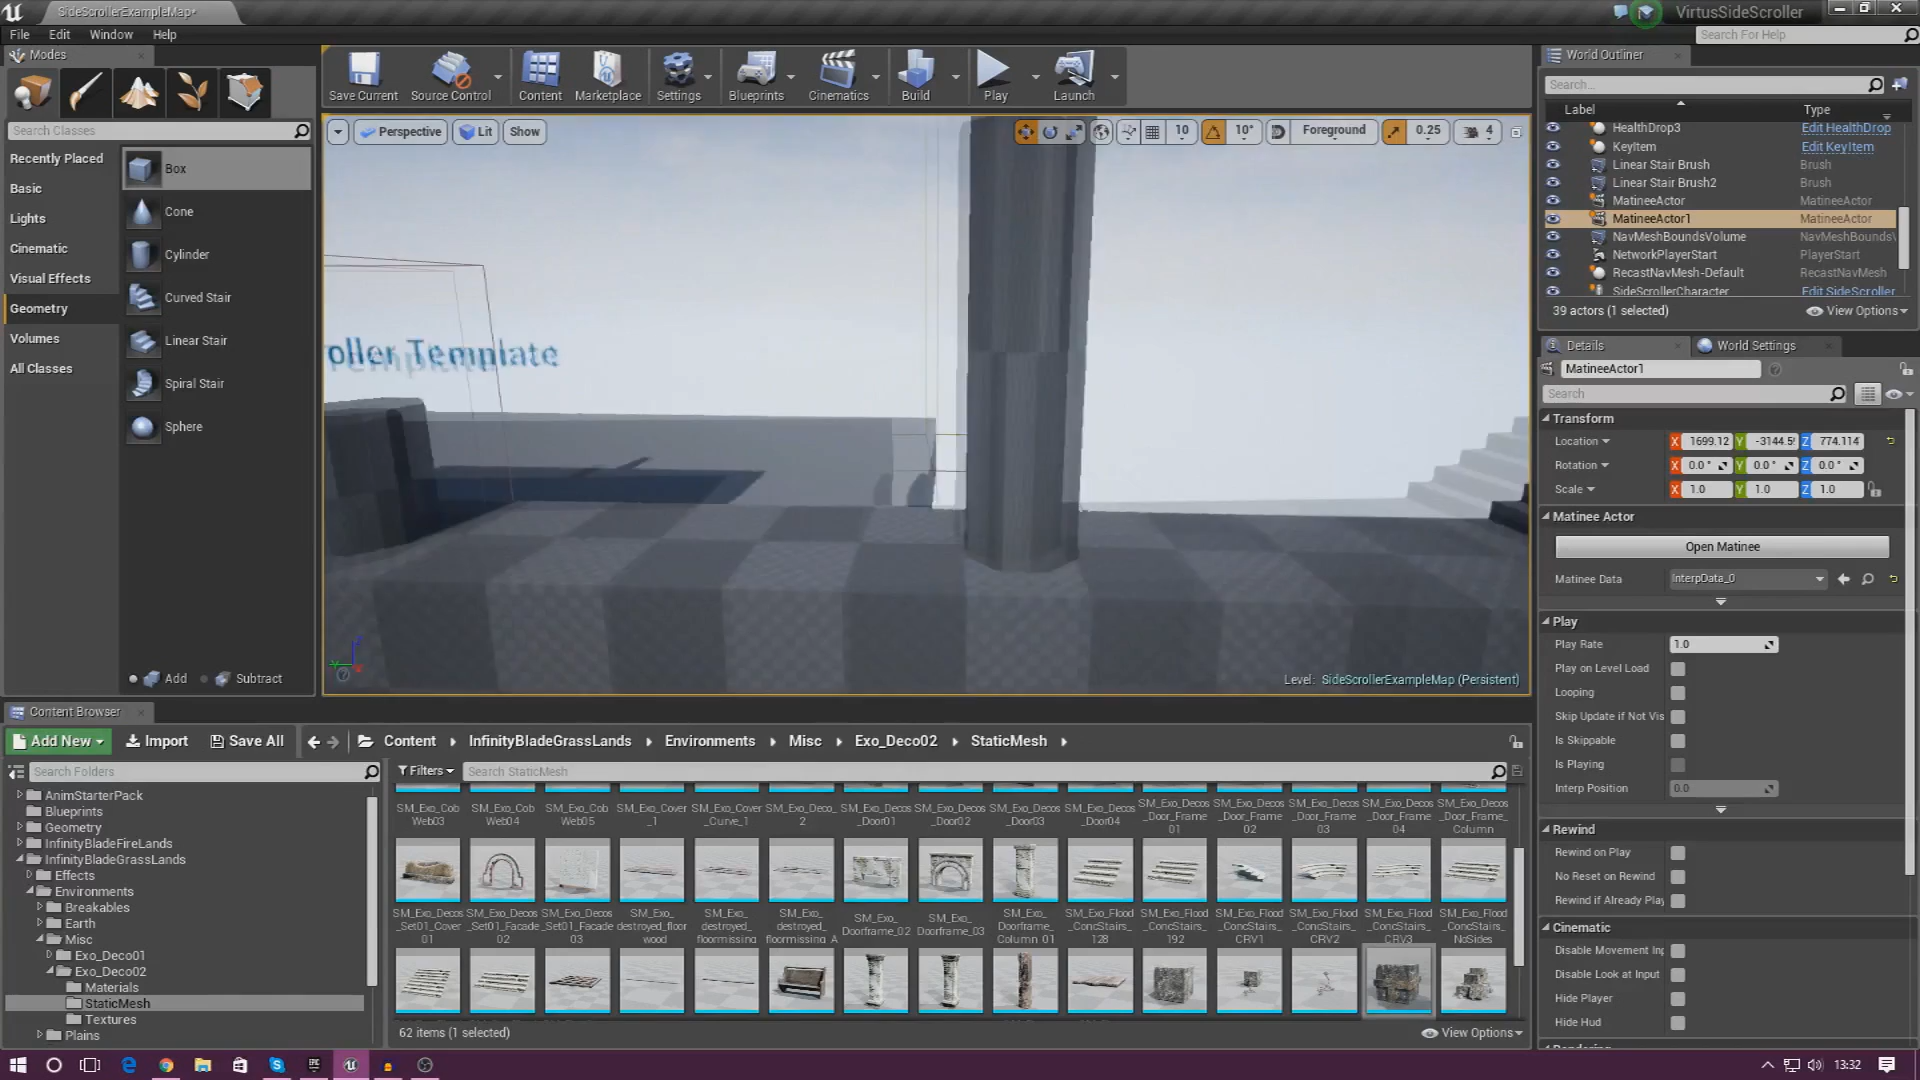 SideScrollerExampleMap*
VirtusSideScroller
File Edit Window Help
Search For Help
Modes
Save Current Source Control Content Marketplace Settings Blueprints Cinematics Build Play Launch
Search Classes
Recently Placed
Basic
Lights
Cinematic
Visual Effects
Geometry
Volumes
All Classes
Box
Cone
Cylinder
Curved Stair
Linear Stair
Spiral Stair
Sphere
Add Subtract
Perspective Lit Show
10 10° Foreground 0.25 4
oller Template
Level: SideScrollerExampleMap (Persistent)
World Outliner
Search...
Label Type
HealthDrop3 Edit HealthDrop
KeyItem Edit KeyItem
Linear Stair Brush Brush
Linear Stair Brush2 Brush
MatineeActor MatineeActor
MatineeActor1 MatineeActor
NavMeshBoundsVolume NavMeshBounds
NetworkPlayerStart PlayerStart
RecastNavMesh-Default RecastNavMesh
SideScrollerCharacter Edit SideScroller
39 actors (1 selected) View Options
Details World Settings
MatineeActor1
Search
Transform
Location X 1699.12 Y -3144.5 Z 774.114
Rotation X 0.0° Y 0.0° Z 0.0°
Scale X 1.0 Y 1.0 Z 1.0
Matinee Actor
Open Matinee
Matinee Data InterpData_0
Play
Play Rate 1.0
Play on Level Load
Looping
Skip Update if Not Vis
Is Skippable
Is Playing
Interp Position 0.0
Rewind
Rewind on Play
No Reset on Rewind
Rewind if Already Play
Cinematic
Disable Movement Inp
Disable Look at Input
Hide Player
Hide Hud
Content Browser
Add New Import Save All Content InfinityBladeGrassLands Environments Misc Exo_Deco02 StaticMesh
Search Folders
Filters Search StaticMesh
AnimStarterPack
Blueprints
Geometry
InfinityBladeFireLands
InfinityBladeGrassLands
Effects
Environments
Breakables
Earth
Misc
Exo_Deco01
Exo_Deco02
Materials
StaticMesh
Textures
Plains
SM_Exo_Cob SM_Exo_Cob SM_Exo_Cob SM_Exo_Cover SM_Exo_Cover SM_Exo_Deco_ SM_Exo_Decos SM_Exo_Decos SM_Exo_Decos SM_Exo_Decos SM_Exo_Decos SM_Exo_Decos SM_Exo_Decos SM_Exo_Decos SM_Exo_Decos
Web03 Web04 Web05 _1 _Curve_1 2 _Door01 _Door02 _Door03 _Door04 _Door_Frame _Door_Frame _Door_Frame _Door_Frame _Door_Frame_
01 02 03 04 Column
SM_Exo_Decos SM_Exo_Decos SM_Exo_Decos SM_Exo_ SM_Exo_ SM_Exo_ SM_Exo_ SM_Exo_ SM_Exo_ SM_Exo_Flood SM_Exo_Flood SM_Exo_Flood SM_Exo_Flood SM_Exo_Flood SM_Exo_Flood
_Set01_Cover _Set01_Facade _Set01_Facade destroyed_floor destroyed_ destroyed_ Doorframe_02 Doorframe_03 Doorframe_ _ConcStairs_ _ConcStairs_ _ConcStairs_ _ConcStairs_ _ConcStairs_ _ConcStairs_
01 02 03 wood floormissing floormissing_A Column_01 128 192 CRV1 CRV2 CRV3 NoSides
62 items (1 selected) View Options
13:32